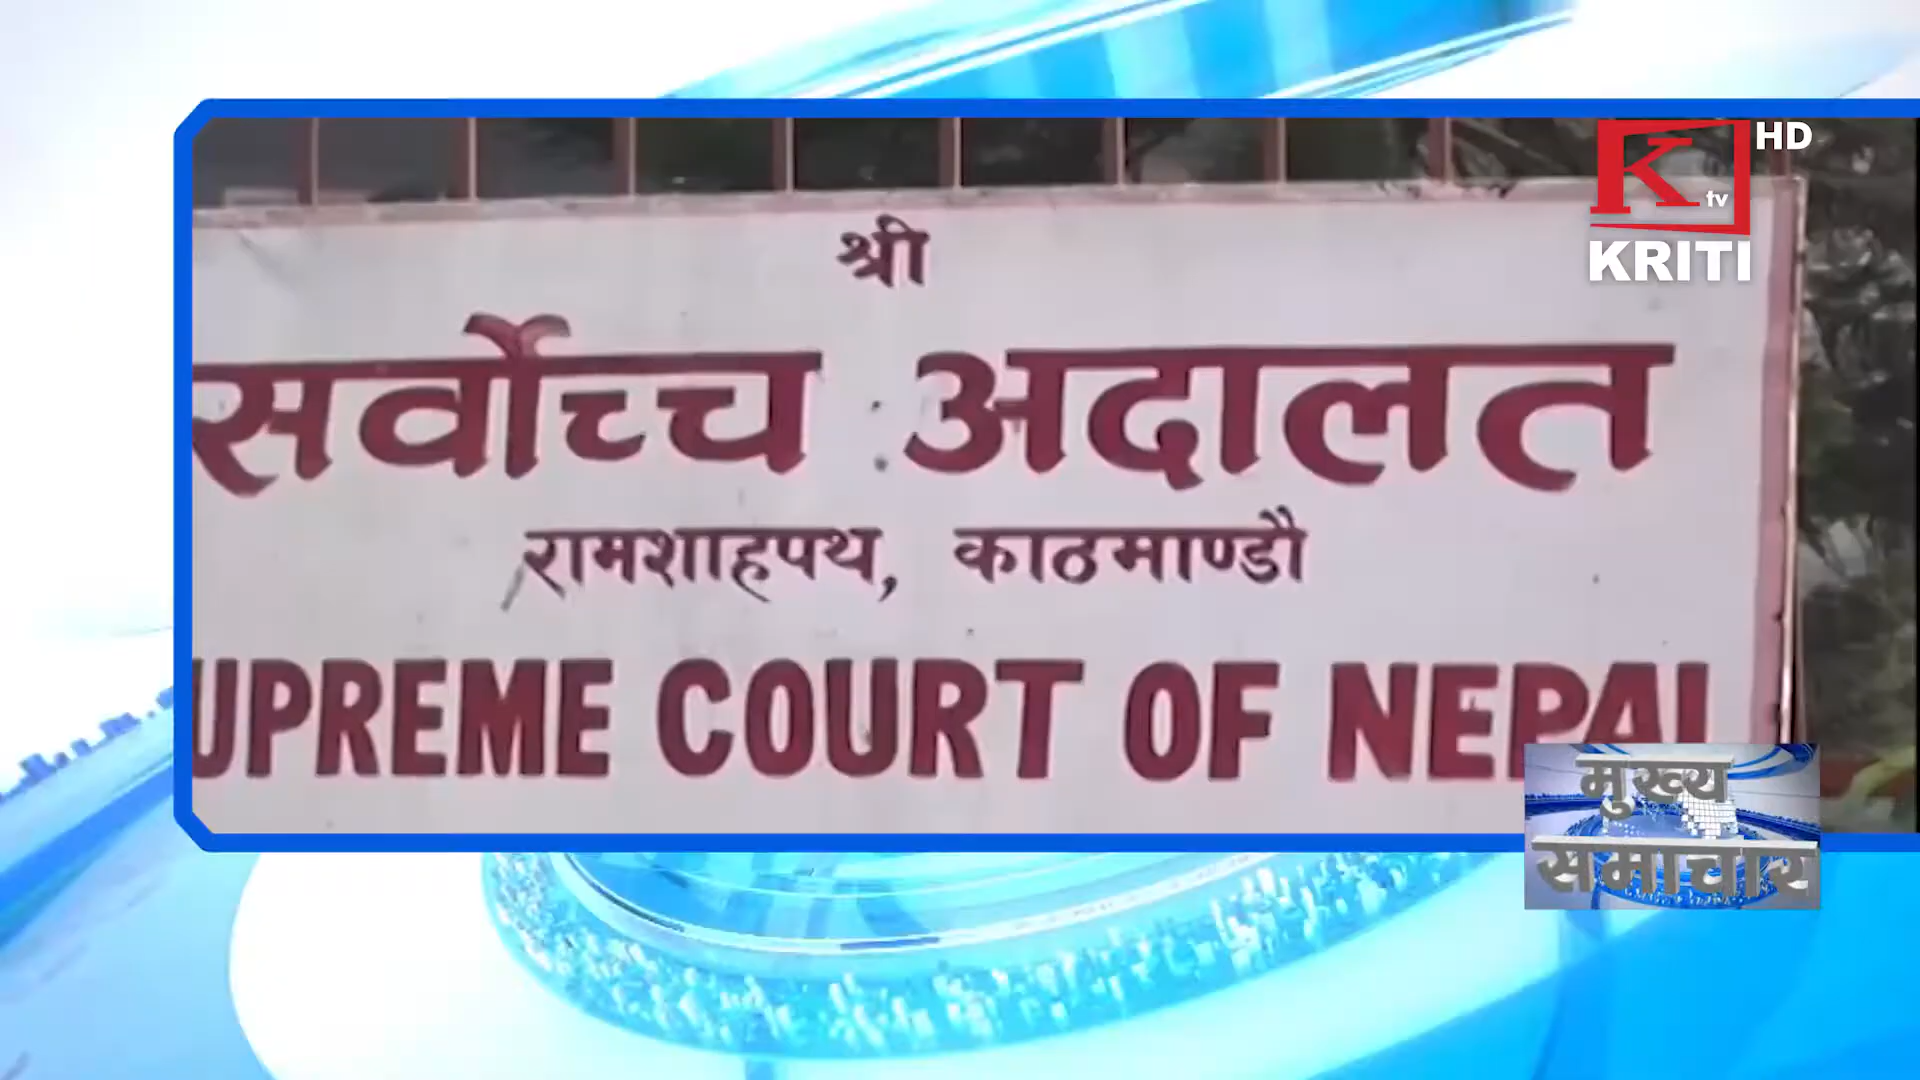 K tv HD
KRITI
श्री
सर्वोच्च अदालत
रामशाहपथ, काठमाण्डौ
UPREME COURT OF NEPAL
मुख्य
समाचार